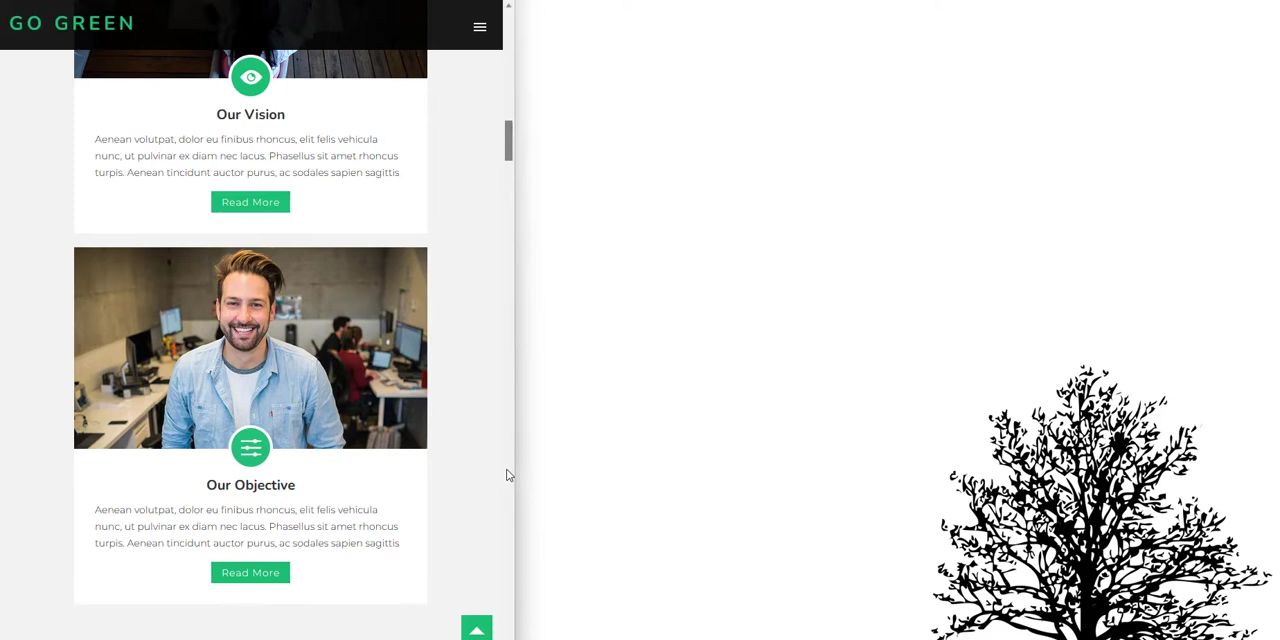 GO GREEN
Our Vision
Aenean volutpat, dolor eu finibus rhoncus, elit felis vehicula
nunc, ut pulvinar ex diam nec lacus. Phasellus sit amet rhoncus
turpis. Aenean tincidunt auctor purus, ac sodales sapien sagittis
Read More
Our Objective
Aenean volutpat, dolor eu finibus rhoncus, elit felis vehicula
nunc, ut pulvinar ex diam nec lacus. Phasellus sit amet rhoncus
turpis. Aenean tincidunt auctor purus, ac sodales sapien sagittis
Read More